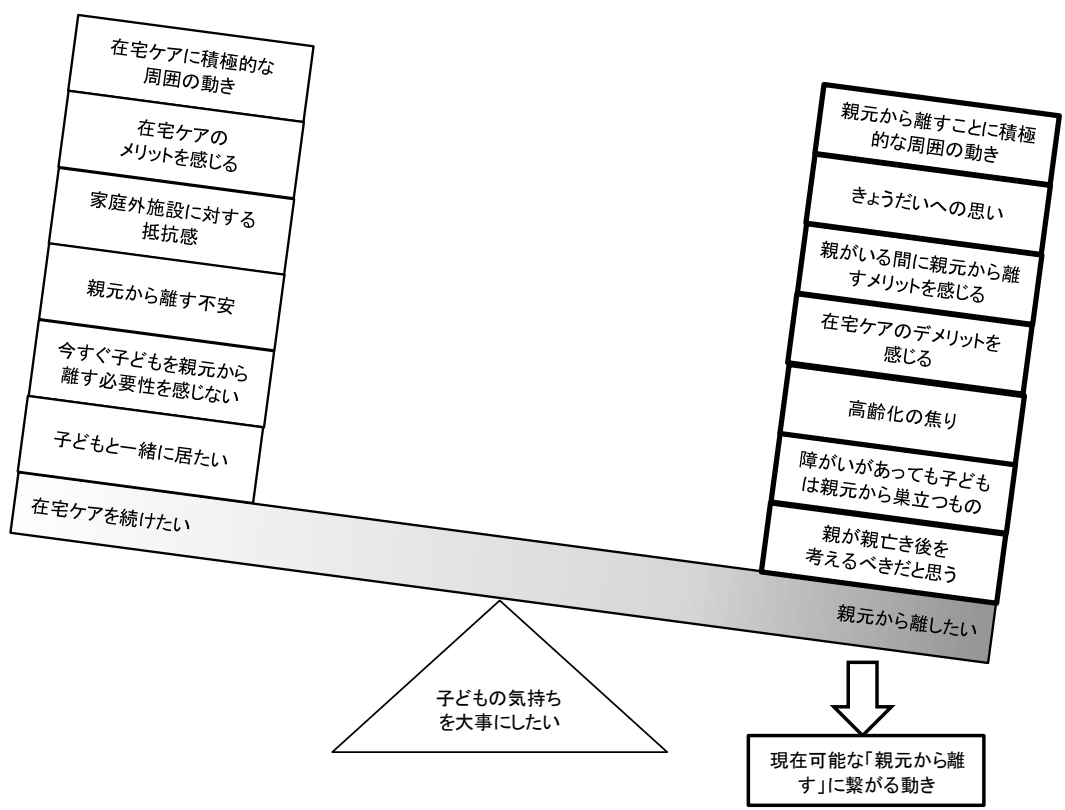 在宅ケアに積極的な
周囲の動き
在宅ケアの
メリットを感じる
家庭外施設に対する
抵抗感
親元から離す不安
今すぐ子どもを親元から
離す必要性を感じない
子どもと一緒に居たい
在宅ケアを続けたい
親元から離すことに積極
的な周囲の動き
きょうだいへの思い
親がいる間に親元から離
すメリットを感じる
在宅ケアのデメリットを
感じる
高齢化の焦り
障がいがあっても子ども
は親元から巣立つもの
親が親亡き後を
考えるべきだと思う
親元から離したい
子どもの気持ち
を大事にしたい
現在可能な「親元から離
す」に繋がる動き